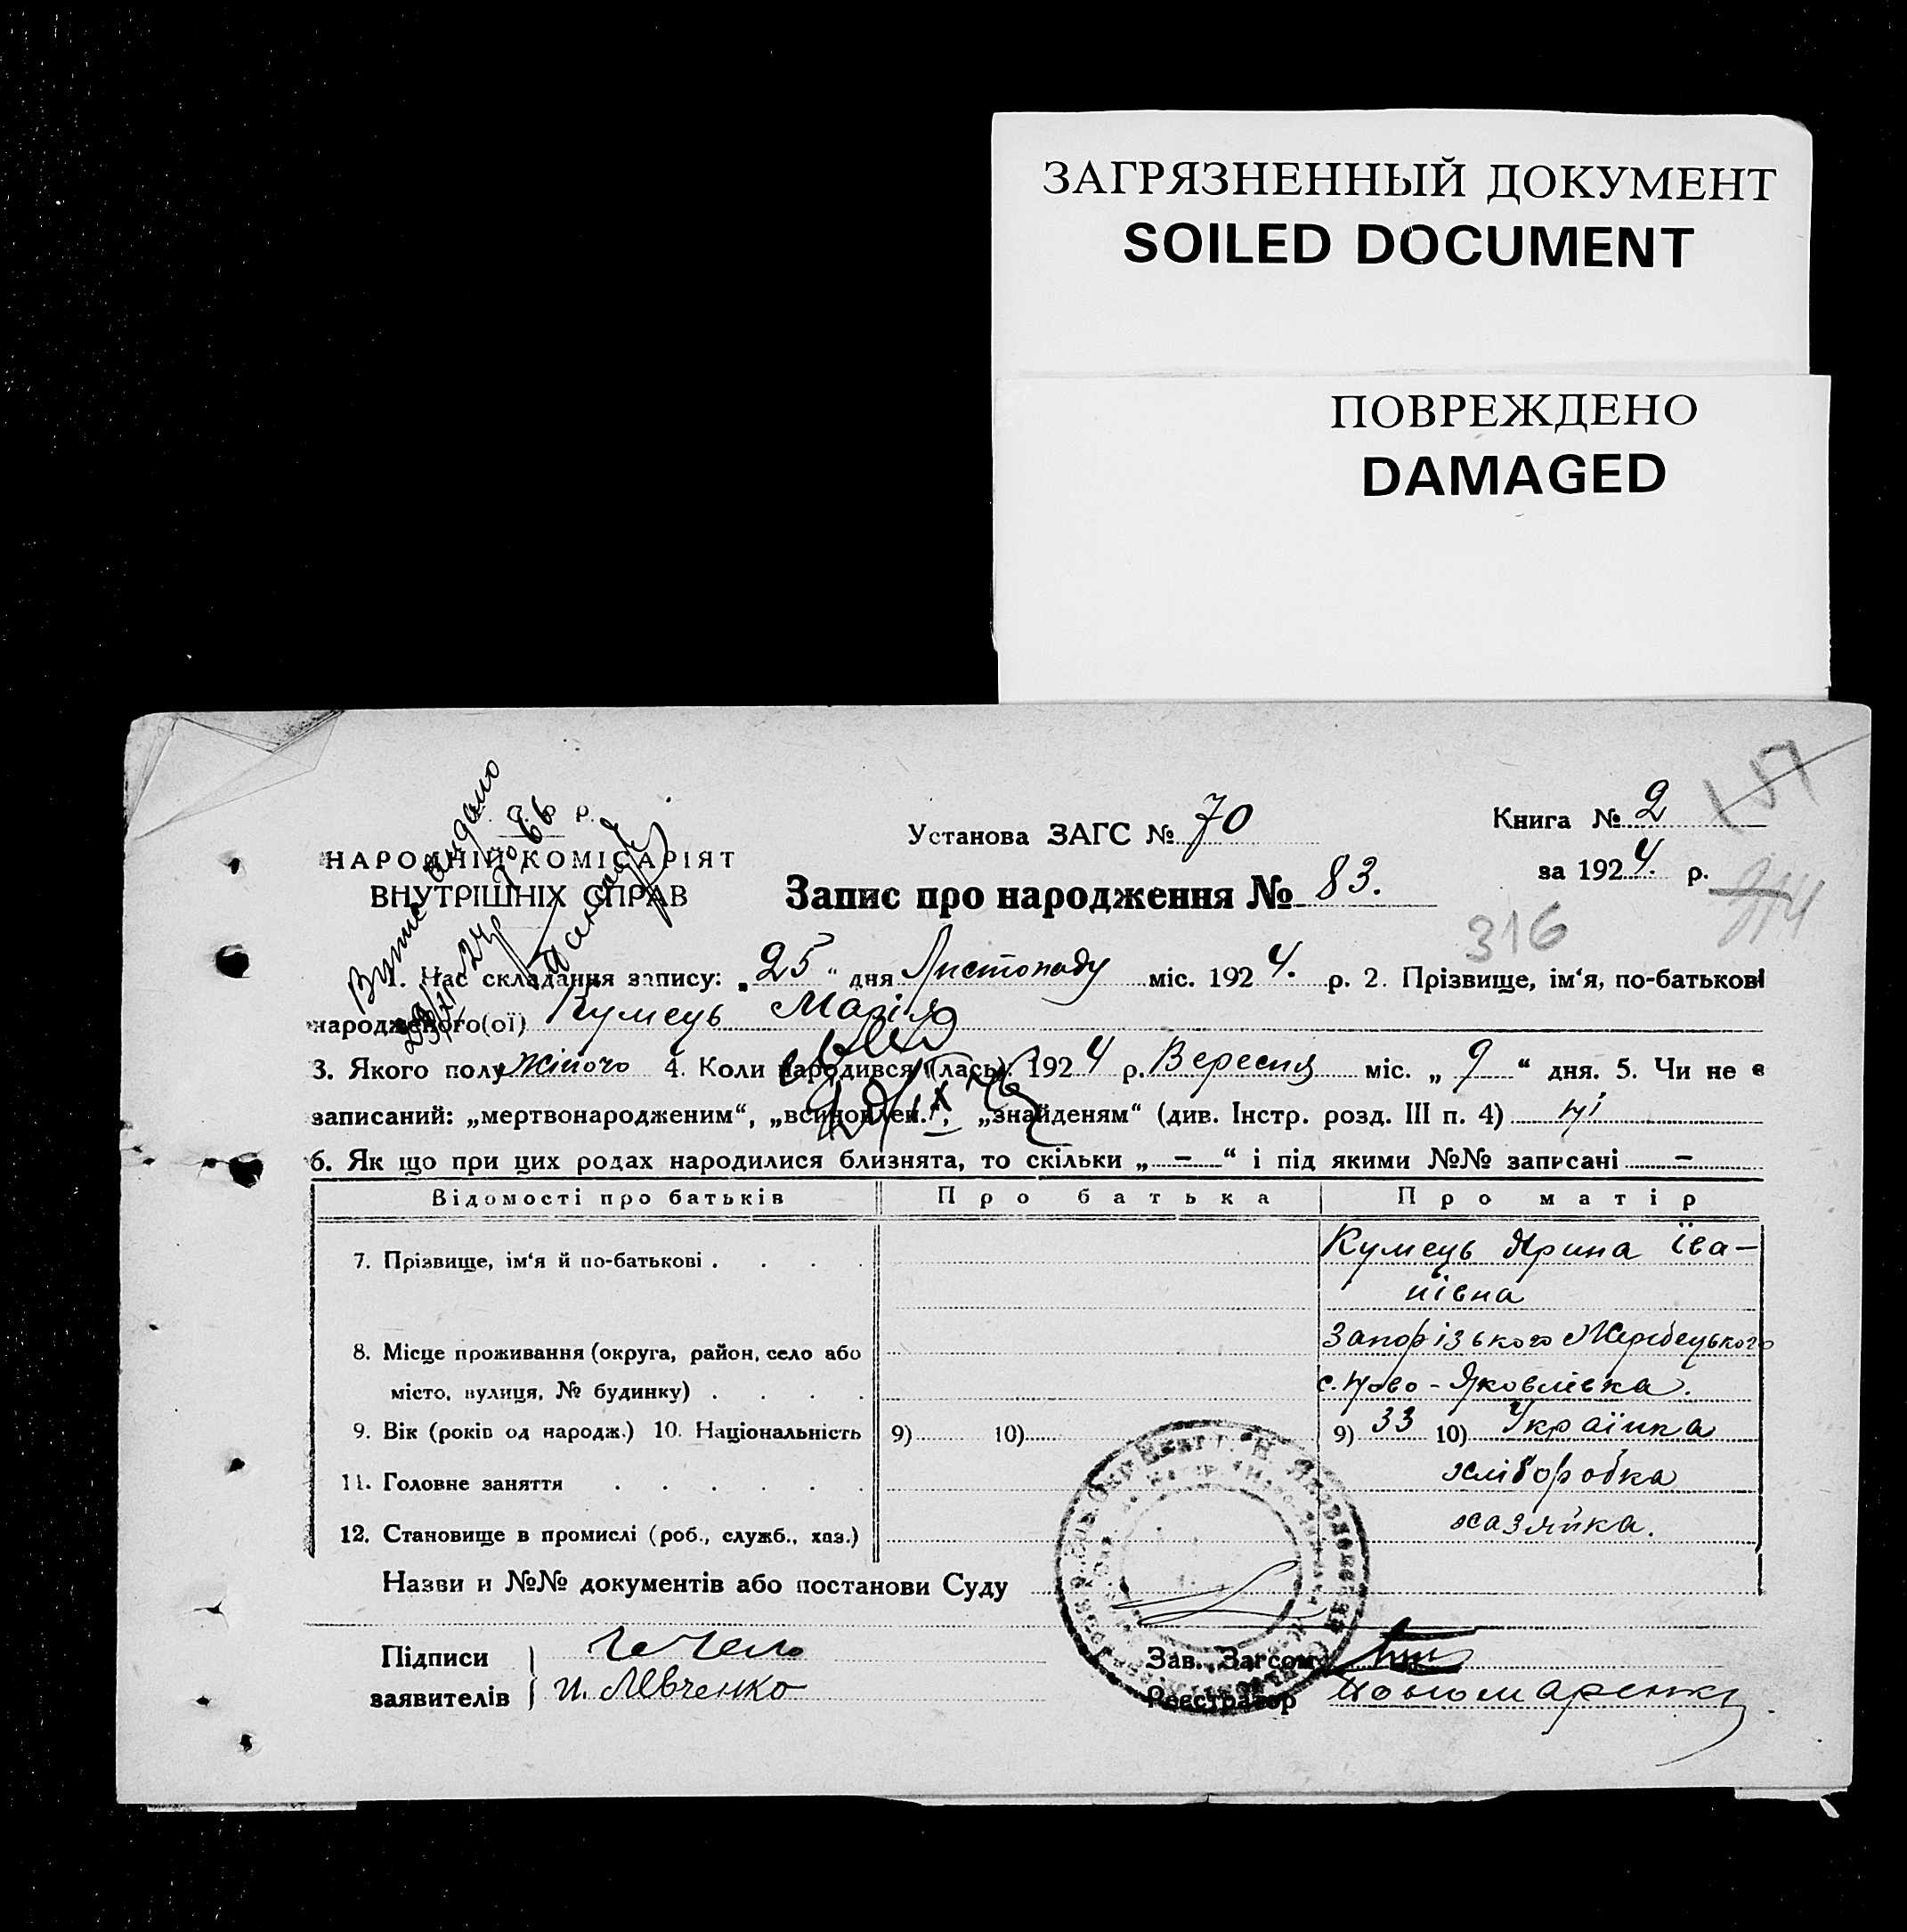 ЗАГРЯЗНЕННЫЙ ДОКУМЕНТ
SOILED DOCUMENT
ПОВРЕЖДЕНО
DAMAGED
НАРОДНІЙ КОМІСАРІЯТ
ВНУТРІШНІХ СПРАВ
Установа ЗАГС № 70
Книга № 2
за 1924 р.
Запис про народження № 83.
316
1. Час складання запису: „25“ дня Листопаду міс. 1924. р. 2. Прізвище, ім‘я, по-батькові
народженого(ої) Кумець Марія
3. Якого полу жіночо 4. Коли народився (лась). 1924 р. Вересня міс. „9“ дня. 5. Чи не є
записаний: „мертвонародженим“, „всиновлен.“, „знайденям“ (див. Інстр. розд. III п. 4) ні
6. Як що при цих родах народилися близнята, то скільки „ – “ і під якими №№ записані –
Відомості про батьків Про батька Про матір
7. Прізвище, ім‘я й по-батькові . . . . Кумець Ярина Іва-
нівна
8. Місце проживання (округа, район, село або Запорізького Жеребецького
місто, вулиця, № будинку) . . . . с. Ново-Яковлівка.
9. Вік (років од народж.) 10. Національність 9) 10) 9) 33 10) Українка
11. Головне заняття . . . . . . хліборобка
12. Становище в промислі (роб., служб., хаз.) хазяйка.
Назви и №№ документів або постанови Суду
Підписи
заявителів И. Левченко
Зав. Загсом
Реєстратор Пономаренко